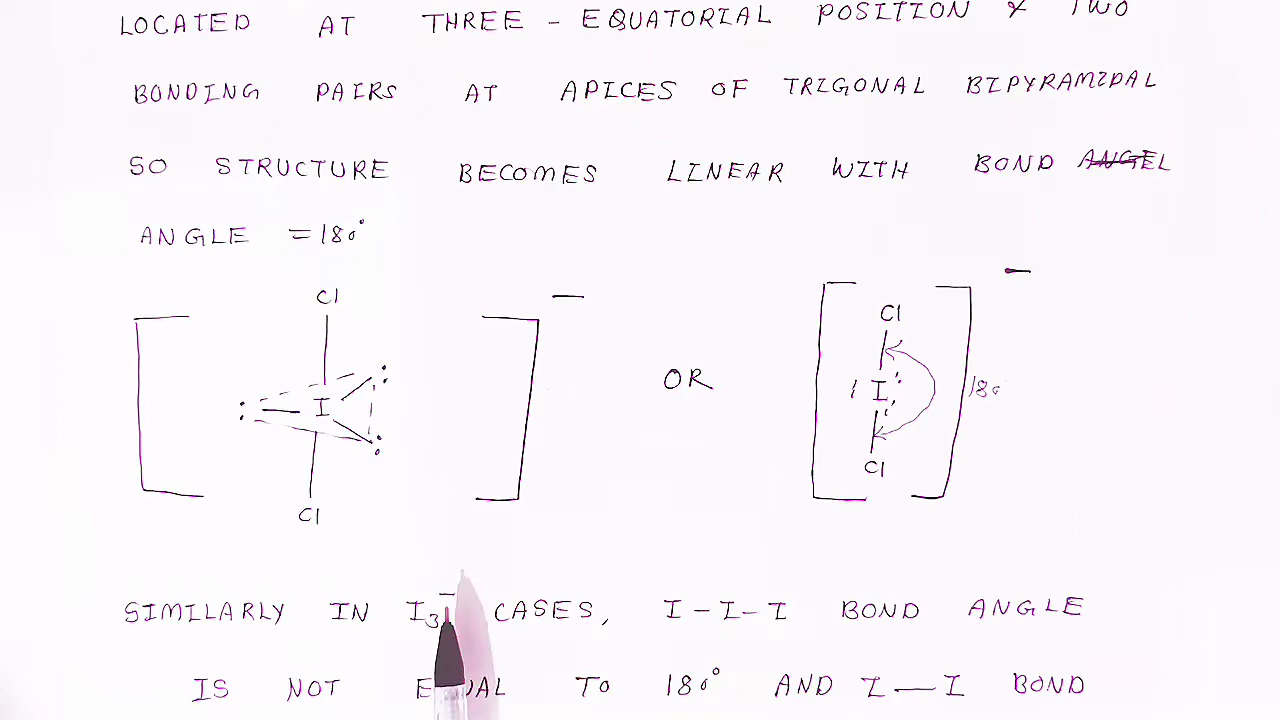 LOCATED AT THREE - EQUATORIAL POSITION & TWO
BONDING PAIRS AT APICES OF TRIGONAL BIPYRAMIDAL
SO STRUCTURE BECOMES LINEAR WITH BOND ANGEL
ANGLE = 180°
Cl
I
Cl
−
OR
Cl
I
Cl
180
−
SIMILARLY IN I3− CASES, I-I-I BOND ANGLE
IS NOT EQUAL TO 180° AND I—I BOND